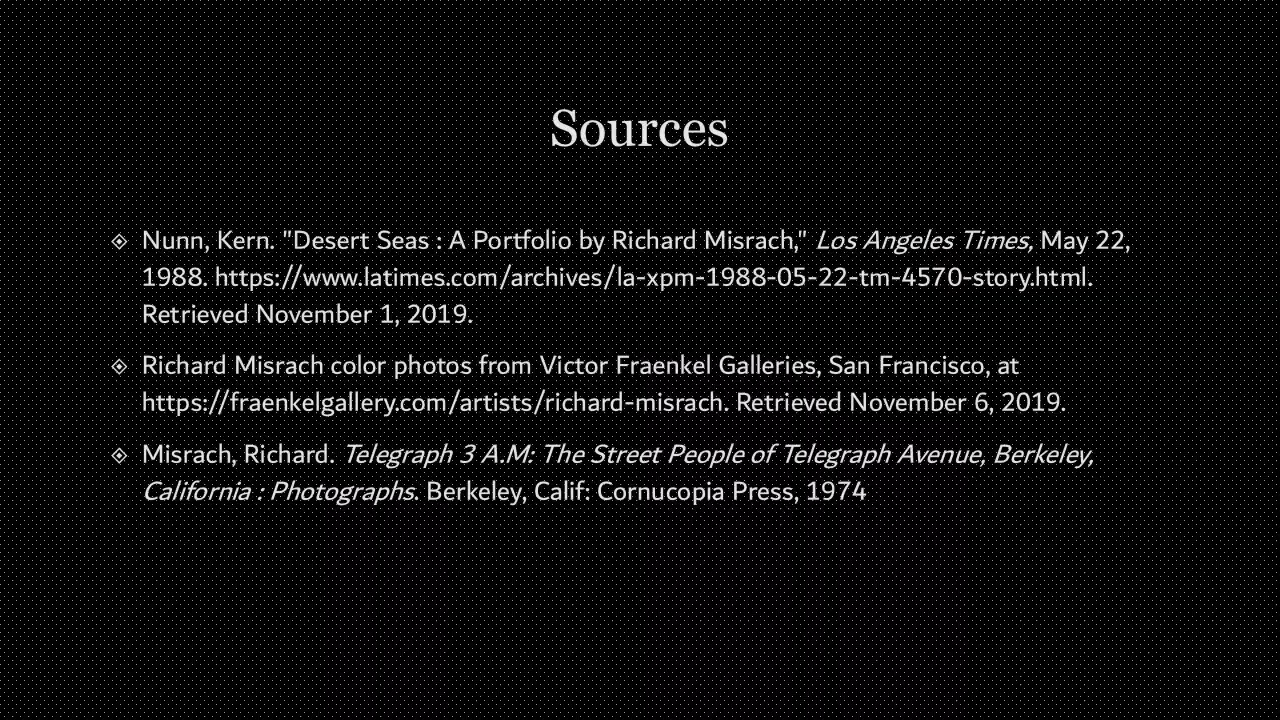 Sources
Nunn, Kern. "Desert Seas : A Portfolio by Richard Misrach," Los Angeles Times, May 22,
1988. https://www.latimes.com/archives/la-xpm-1988-05-22-tm-4570-story.html.
Retrieved November 1, 2019.
Richard Misrach color photos from Victor Fraenkel Galleries, San Francisco, at
https://fraenkelgallery.com/artists/richard-misrach. Retrieved November 6, 2019.
Misrach, Richard. Telegraph 3 A.M: The Street People of Telegraph Avenue, Berkeley,
California : Photographs. Berkeley, Calif: Cornucopia Press, 1974